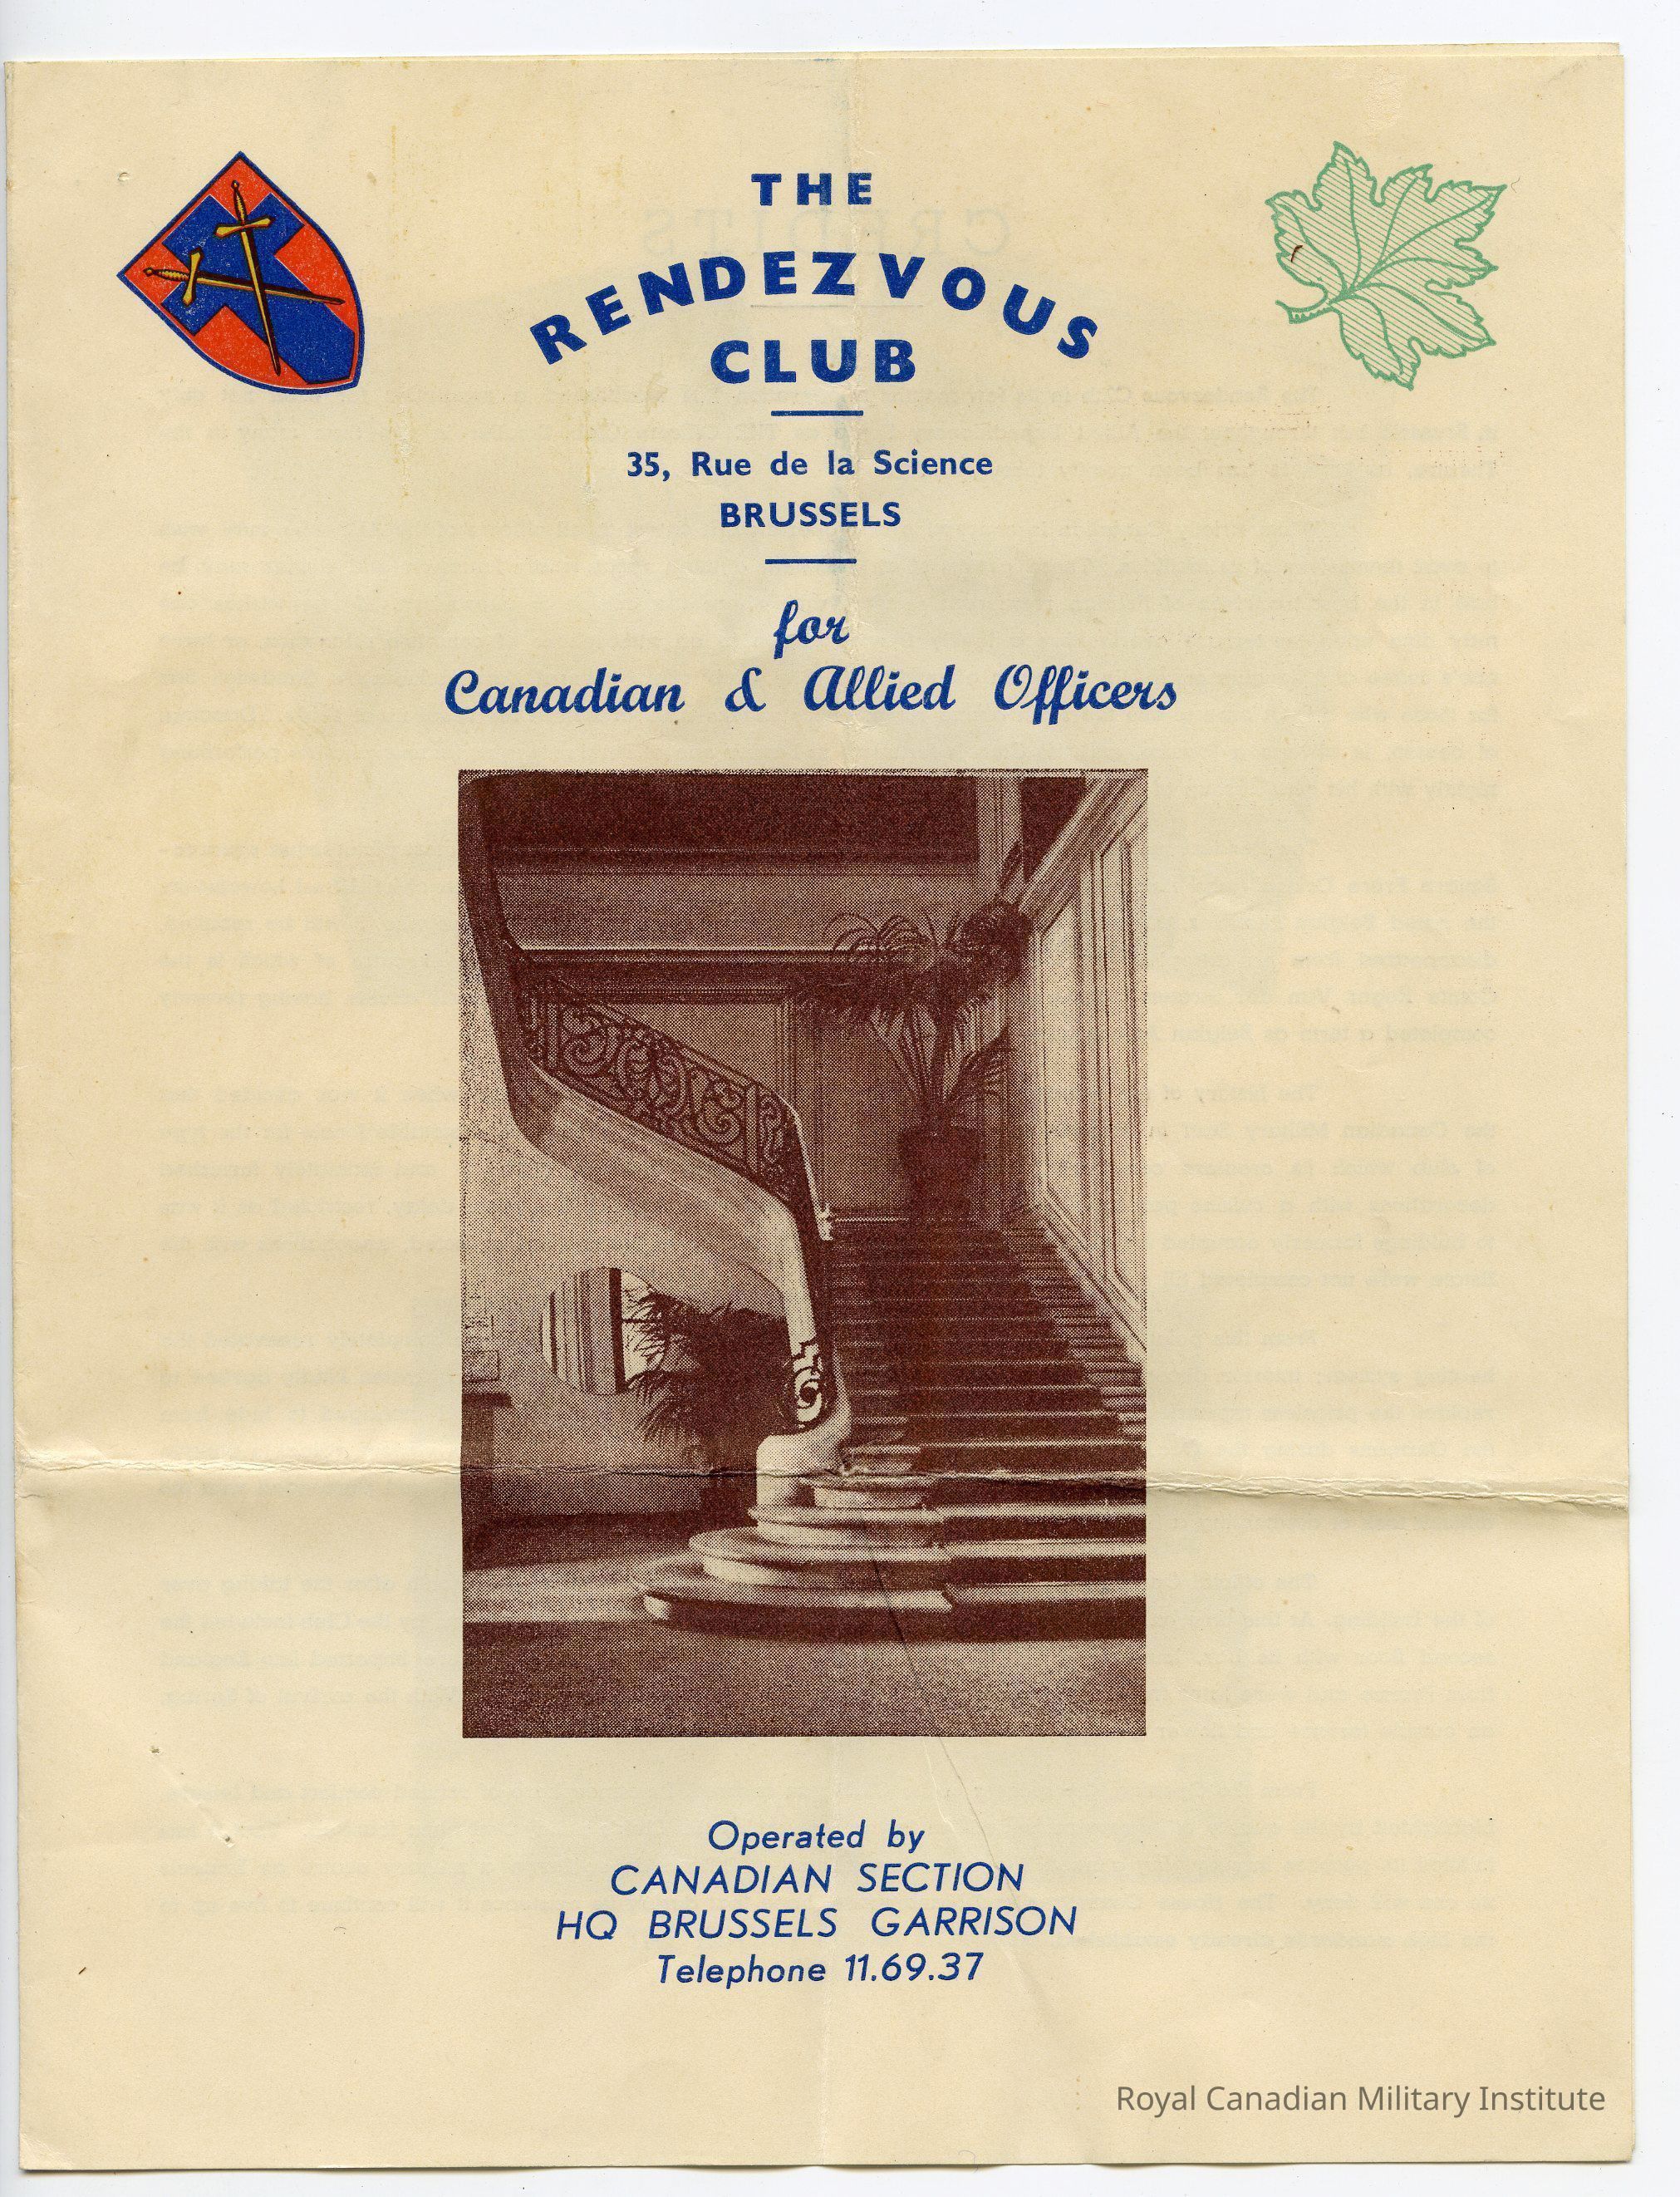 THE
RENDEZVOUS
CLUB
35, Rue de la Science
BRUSSELS
for
Canadian & Allied Officers
Operated by
CANADIAN SECTION
HQ BRUSSELS GARRISON
Telephone 11.69.37
Royal Canadian Military Institute